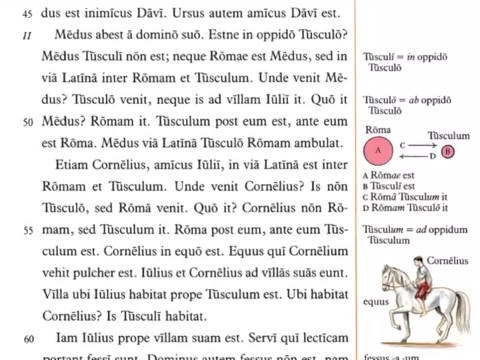 45 dus est inimīcus Dāvī. Ursus autem amīcus Dāvī est.
II Mēdus abest ā dominō suō. Estne in oppidō Tūsculō?
Mēdus Tūsculī nōn est; neque Rōmae est Mēdus, sed in
viā Latīnā inter Rōmam et Tūsculum. Unde venit Mē-
dus? Tūsculō venit, neque is ad vīllam Iūliī it. Quō it
50 Mēdus? Rōmam it. Tūsculum post eum est, ante eum
est Rōma. Mēdus viā Latīnā Tūsculō Rōmam ambulat.
Etiam Cornēlius, amīcus Iūliī, in viā Latīnā est inter
Rōmam et Tūsculum. Unde venit Cornēlius? Is nōn
Tūsculō, sed Rōmā venit. Quō it? Cornēlius nōn Rō-
55 mam, sed Tūsculum it. Rōma post eum, ante eum Tūs-
culum est. Cornēlius in equō est. Equus quī Cornēlium
vehit pulcher est. Iūlius et Cornēlius ad vīllās suās eunt.
Vīlla ubi Iūlius habitat prope Tūsculum est. Ubi habitat
Cornēlius? Is Tūsculī habitat.
60 Iam Iūlius prope vīllam suam est. Servī quī lectīcam
portant fessī sunt. Dominus autem fessus nōn est, nam
Tūsculī = in oppidō
Tūsculō
Tūsculō = ab oppidō
Tūsculō
Rōma
Tūsculum
A
C
D
B
A Rōmae est
B Tūsculī est
C Rōmā Tūsculum it
D Rōmam Tūsculō it
Tūsculum = ad oppidum
Tūsculum
Cornēlius
equus
fessus -a -um